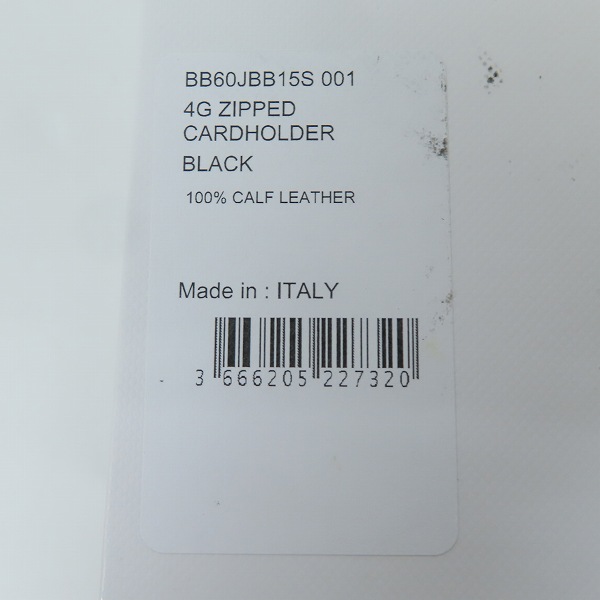 BB60JBB15S 001
4G ZIPPED
CARDHOLDER
BLACK
100% CALF LEATHER
Made in : ITALY
3 666205 227320